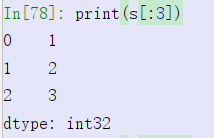 In[78]: print(s[:3])
0    1
1    2
2    3
dtype: int32